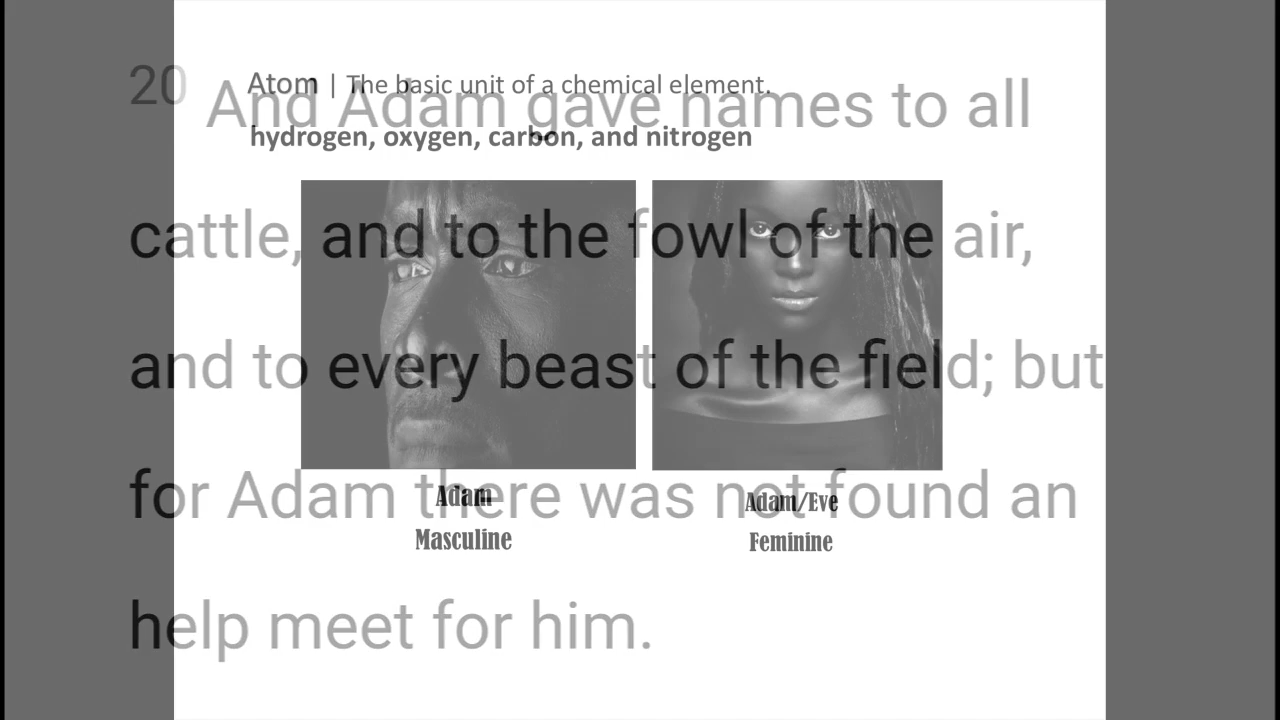 Atom | The basic unit of a chemical element.
hydrogen, oxygen, carbon, and nitrogen
Adam
Masculine
Adam/Eve
Feminine
20 And Adam gave names to all
cattle, and to the fowl of the air,
and to every beast of the field; but
for Adam there was not found an
help meet for him.